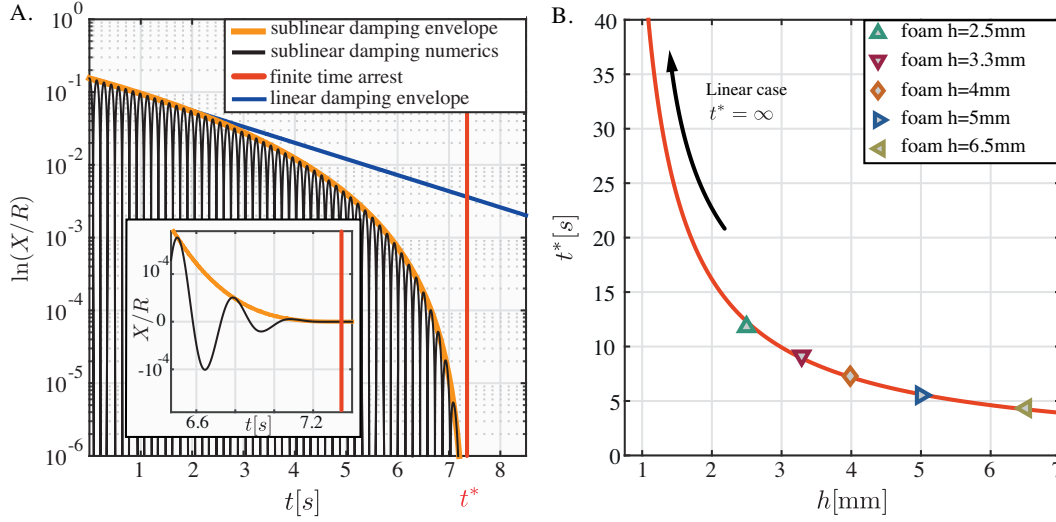 A.
sublinear damping envelope
sublinear damping numerics
finite time arrest
linear damping envelope
ln(X/R)
10^0
10^-1
10^-2
10^-3
10^-4
10^-5
10^-6
X/R
10^-4
0
-10^-4
6.6
7.2
t[s]
1 2 3 4 5 6 7 8
t[s]
t*
B.
foam h=2.5mm
foam h=3.3mm
foam h=4mm
foam h=5mm
foam h=6.5mm
Linear case
t* = ∞
t*[s]
40
35
30
25
20
15
10
5
0
1 2 3 4 5 6 7
h[mm]